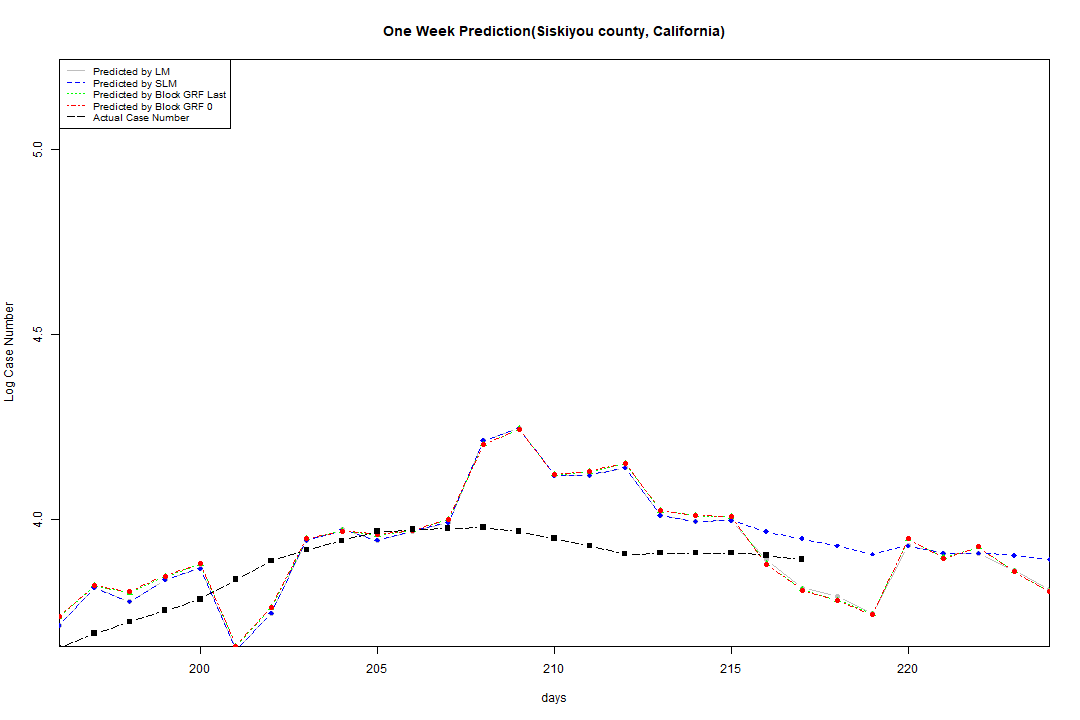 One Week Prediction(Siskiyou county, California)
Predicted by LM
Predicted by SLM
Predicted by Block GRF Last
Predicted by Block GRF 0
Actual Case Number
5.0
4.5
4.0
Log Case Number
200 205 210 215 220
days